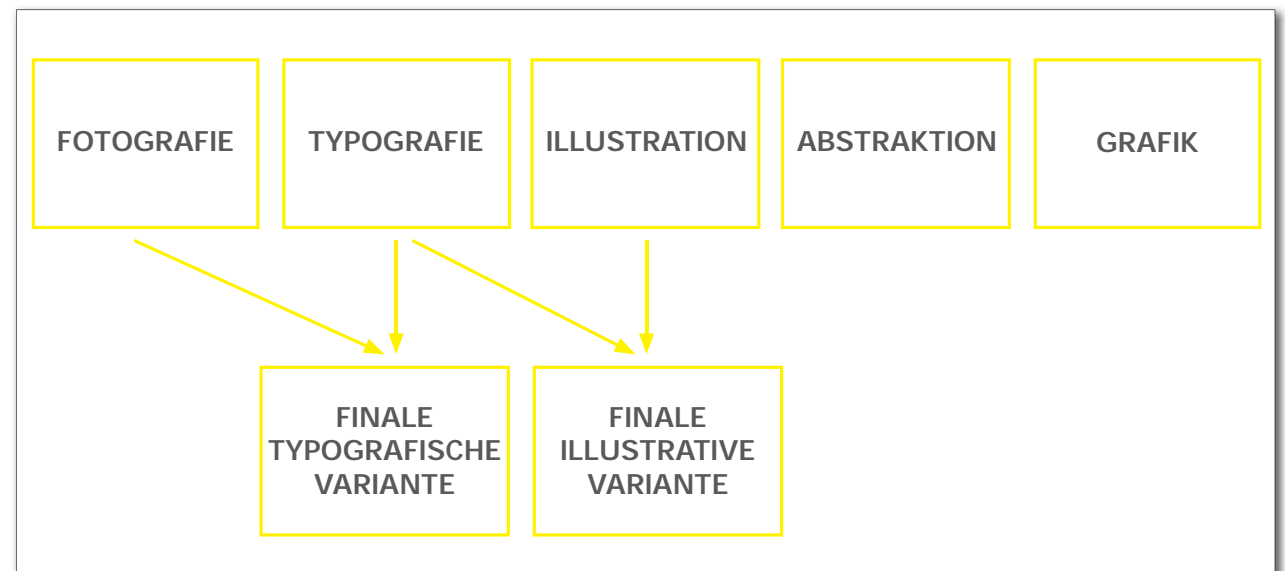 FOTOGRAFIE
TYPOGRAFIE
ILLUSTRATION
ABSTRAKTION
GRAFIK
FINALE
TYPOGRAFISCHE
VARIANTE
FINALE
ILLUSTRATIVE
VARIANTE